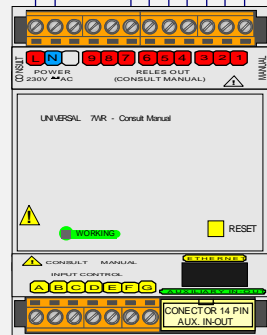 CONSULT
L N 9 8 7 6 5 4 3 2 1
MANUAL
POWER
230V AC
RELES OUT
(CONSULT MANUAL)
UNIVERSAL 7WR - Consult Manual
WORKING
RESET
CONSULT MANUAL
INPUT CONTROL
A B C D E F G
ETHERNET
AUXILIARY IN-OUT
CONECTOR 14 PIN
AUX. IN-OUT